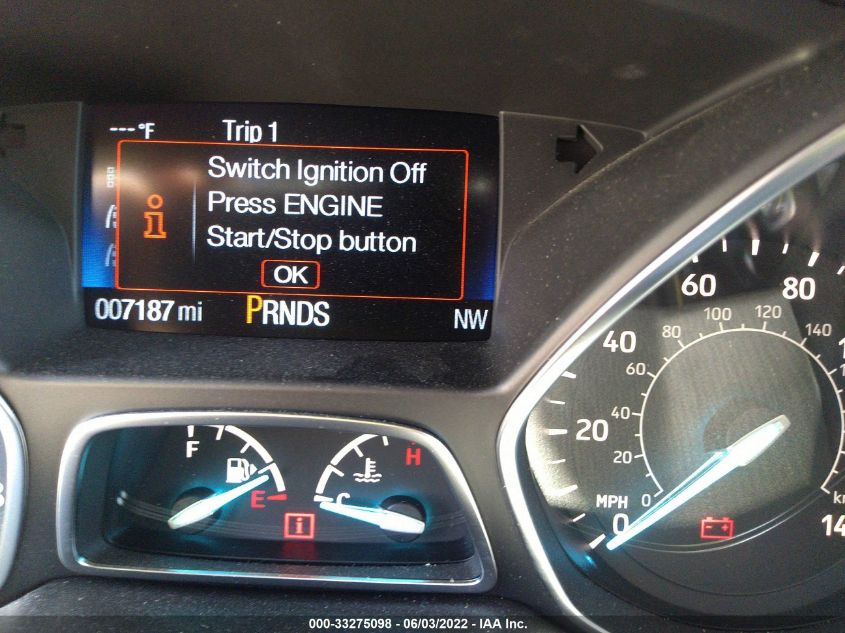 ---°F Trip 1
Switch Ignition Off
Press ENGINE
Start/Stop button
OK
007187 mi PRNDS NW
60 80
40
20
MPH 0
0 20 40 60 80 100 120 140
F
E
H
C
14
000-33275098 - 06/03/2022 - IAA Inc.